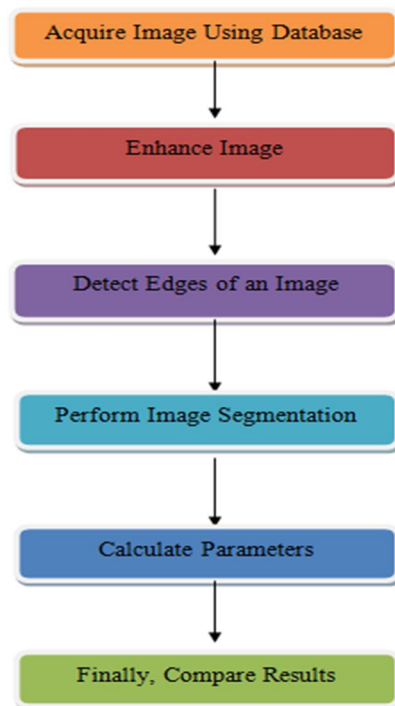 Acquire Image Using Database
Enhance Image
Detect Edges of an Image
Perform Image Segmentation
Calculate Parameters
Finally, Compare Results